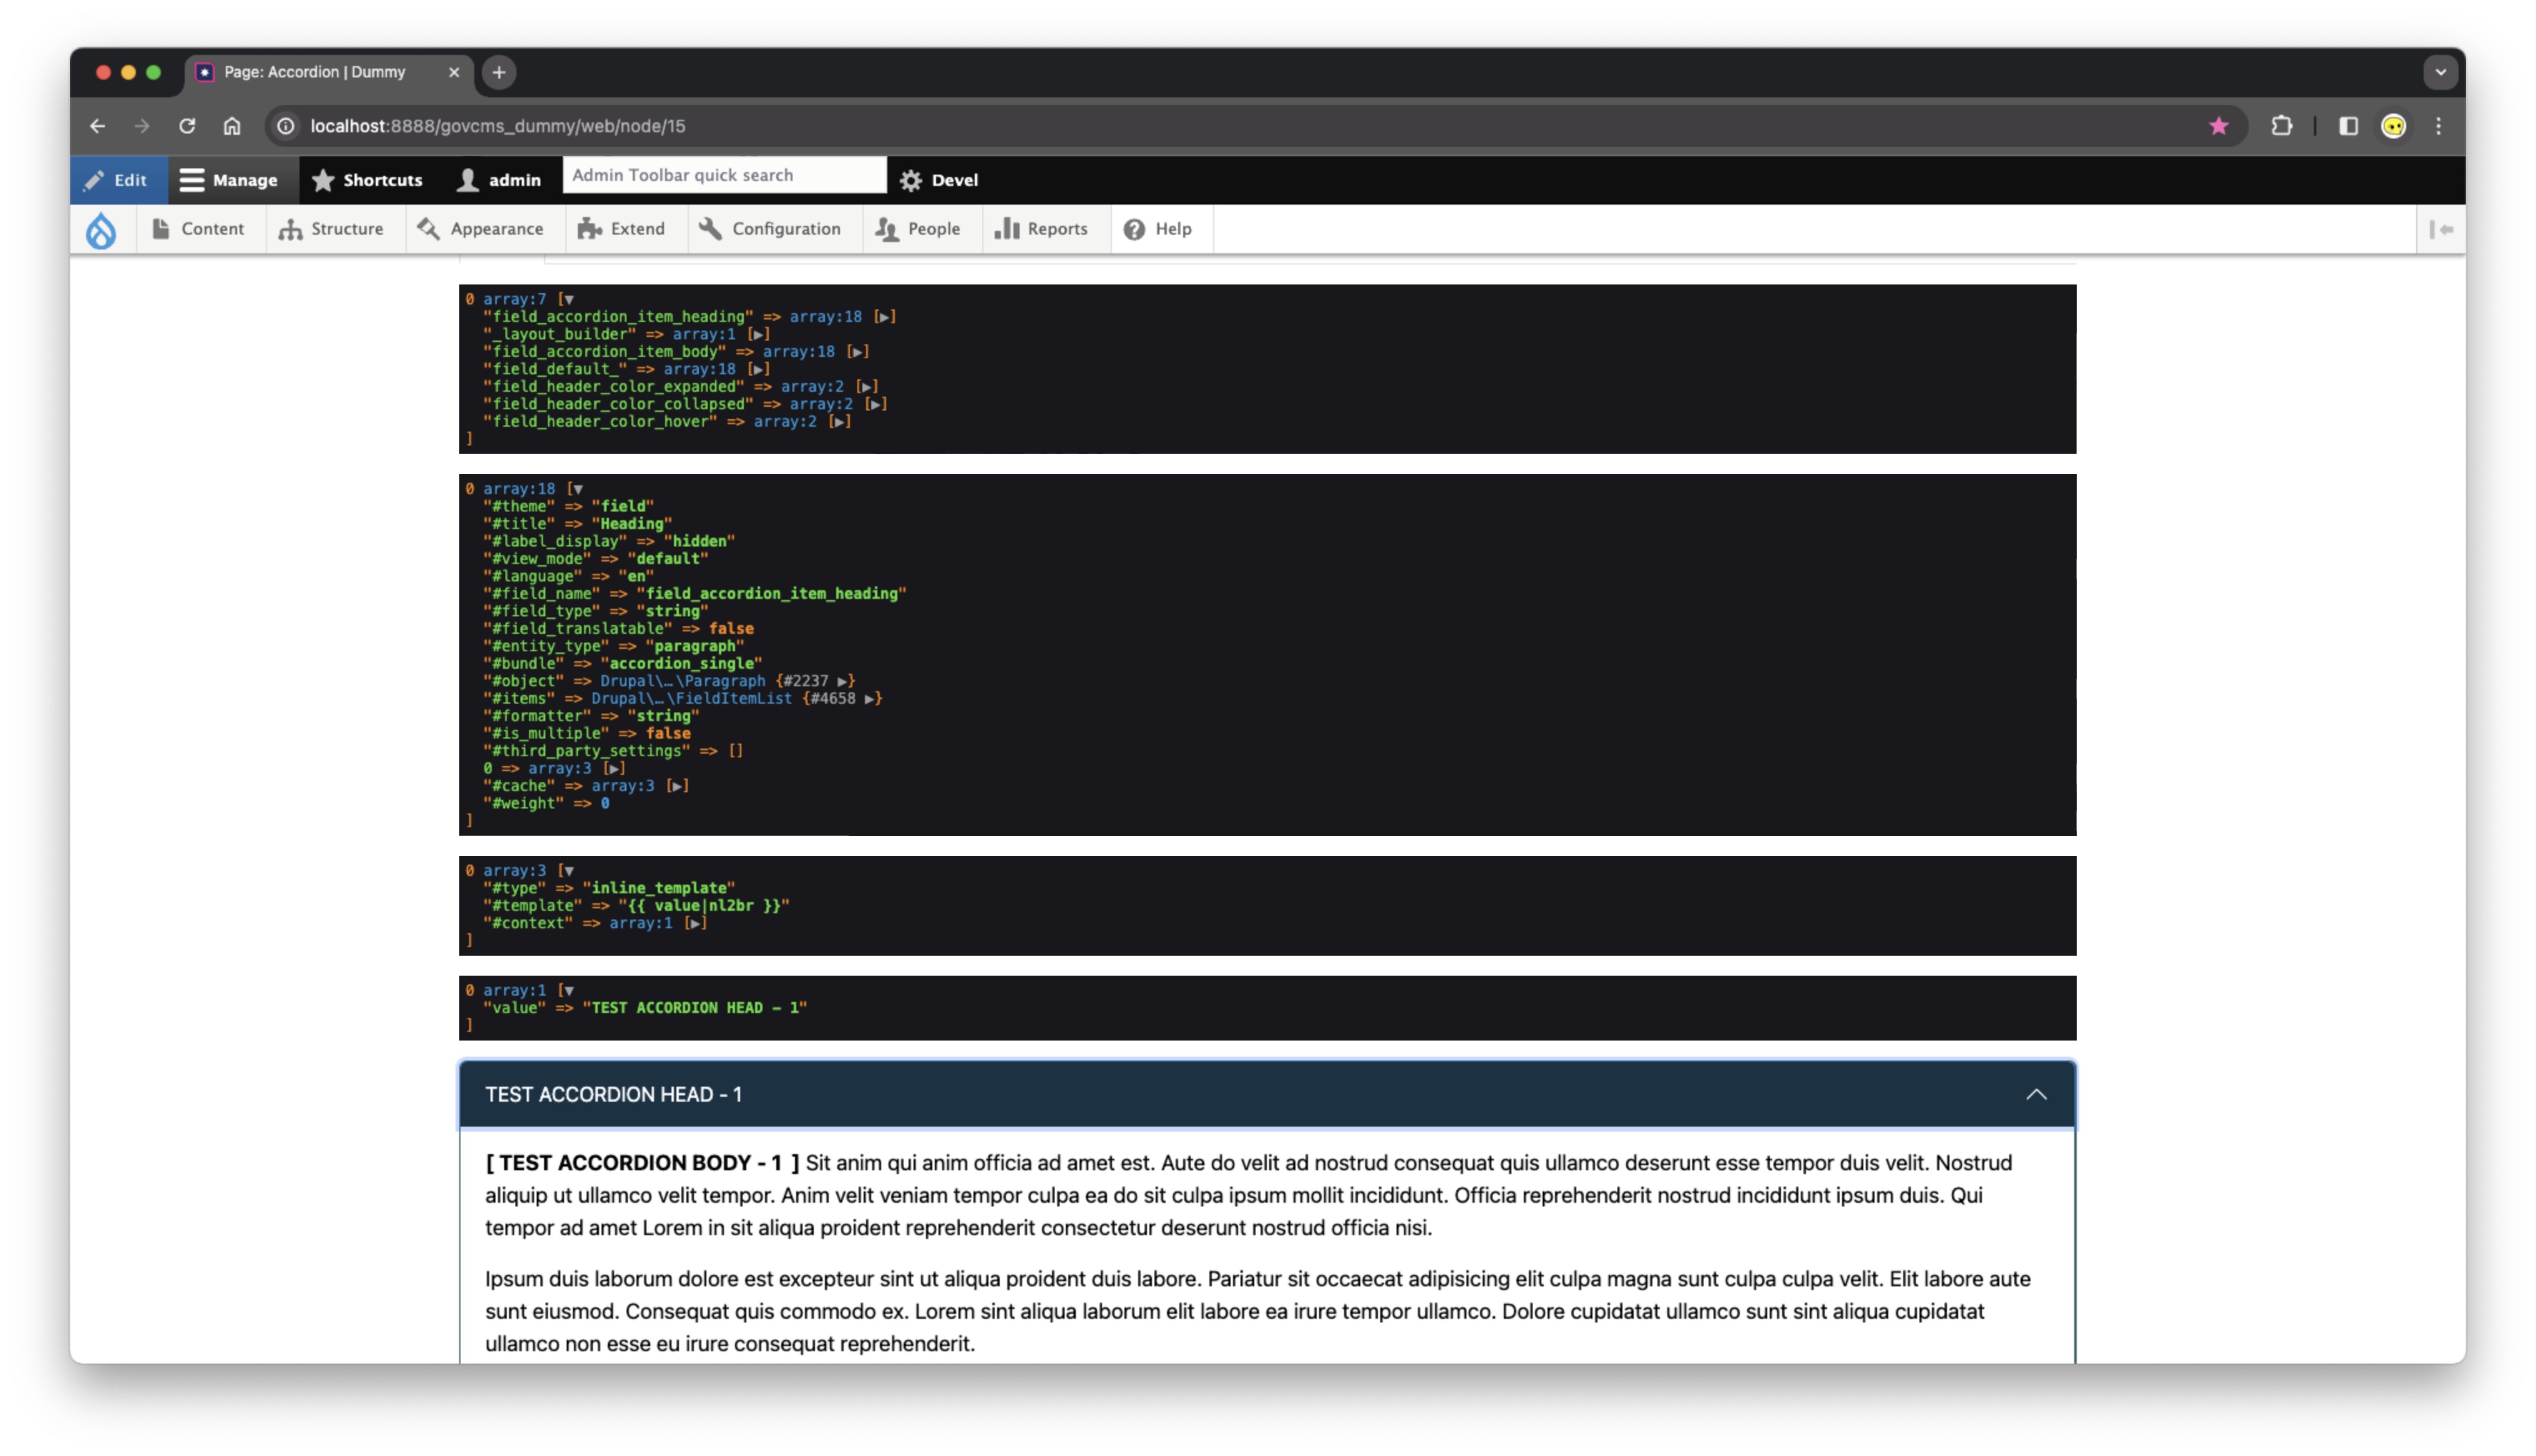 Page: Accordion | Dummy
localhost:8888/govcms_dummy/web/node/15
Edit Manage Shortcuts admin Admin Toolbar quick search Devel
Content Structure Appearance Extend Configuration People Reports Help
0 array:7 [▼
"field_accordion_item_heading" => array:18 [▶]
"_layout_builder" => array:1 [▶]
"field_accordion_item_body" => array:18 [▶]
"field_default_" => array:18 [▶]
"field_header_color_expanded" => array:2 [▶]
"field_header_color_collapsed" => array:2 [▶]
"field_header_color_hover" => array:2 [▶]
]
0 array:18 [▼
"#theme" => "field"
"#title" => "Heading"
"#label_display" => "hidden"
"#view_mode" => "default"
"#language" => "en"
"#field_name" => "field_accordion_item_heading"
"#field_type" => "string"
"#field_translatable" => false
"#entity_type" => "paragraph"
"#bundle" => "accordion_single"
"#object" => Drupal\…\Paragraph {#2237 ▶}
"#items" => Drupal\…\FieldItemList {#4658 ▶}
"#formatter" => "string"
"#is_multiple" => false
"#third_party_settings" => []
0 => array:3 [▶]
"#cache" => array:3 [▶]
"#weight" => 0
]
0 array:3 [▼
"#type" => "inline_template"
"#template" => "{{ value|nl2br }}"
"#context" => array:1 [▶]
]
0 array:1 [▼
"value" => "TEST ACCORDION HEAD - 1"
]
TEST ACCORDION HEAD - 1
[ TEST ACCORDION BODY - 1 ] Sit anim qui anim officia ad amet est. Aute do velit ad nostrud consequat quis ullamco deserunt esse tempor duis velit. Nostrud
aliquip ut ullamco velit tempor. Anim velit veniam tempor culpa ea do sit culpa ipsum mollit incididunt. Officia reprehenderit nostrud incididunt ipsum duis. Qui
tempor ad amet Lorem in sit aliqua proident reprehenderit consectetur deserunt nostrud officia nisi.
Ipsum duis laborum dolore est excepteur sint ut aliqua proident duis labore. Pariatur sit occaecat adipisicing elit culpa magna sunt culpa culpa velit. Elit labore aute
sunt eiusmod. Consequat quis commodo ex. Lorem sint aliqua laborum elit labore ea irure tempor ullamco. Dolore cupidatat ullamco sunt sint aliqua cupidatat
ullamco non esse eu irure consequat reprehenderit.